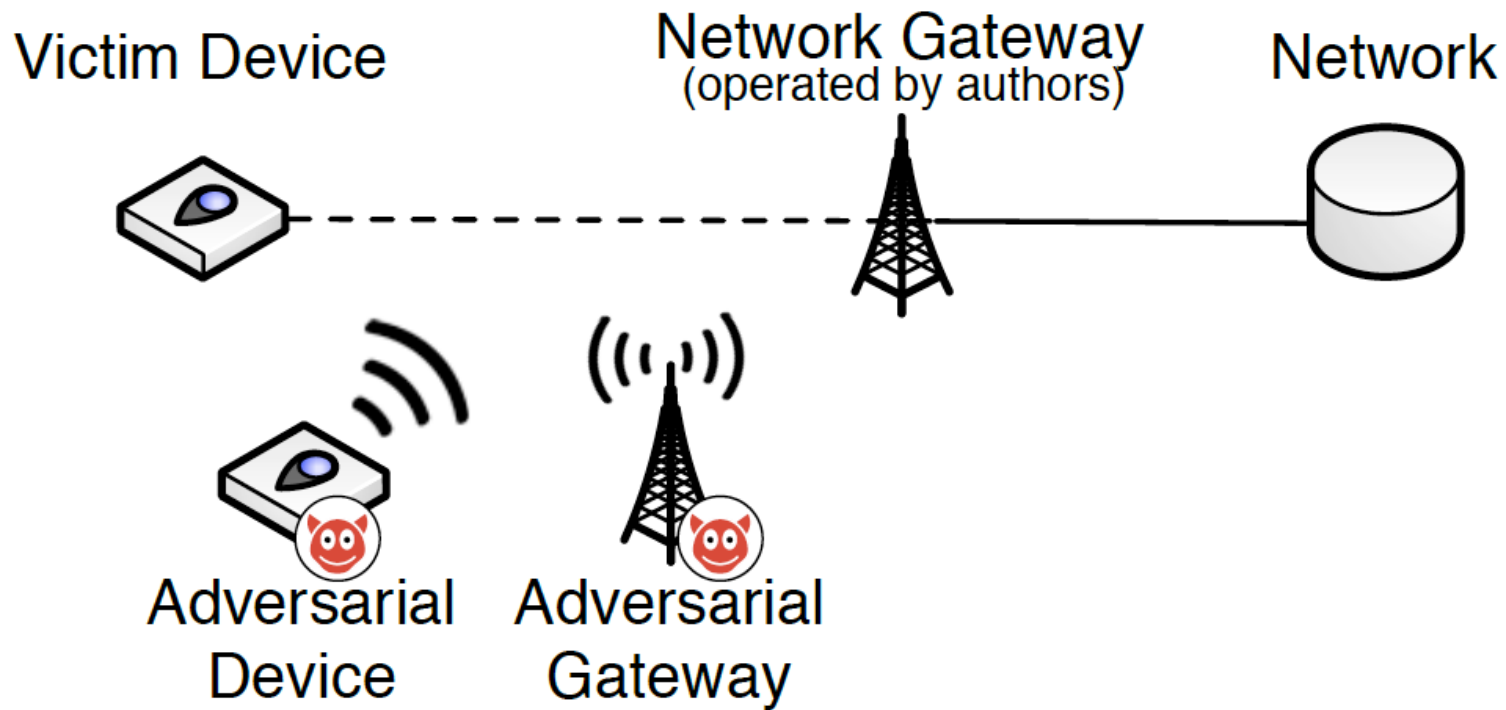 Victim Device
Network Gateway
(operated by authors)
Network
Adversarial
Device
Adversarial
Gateway